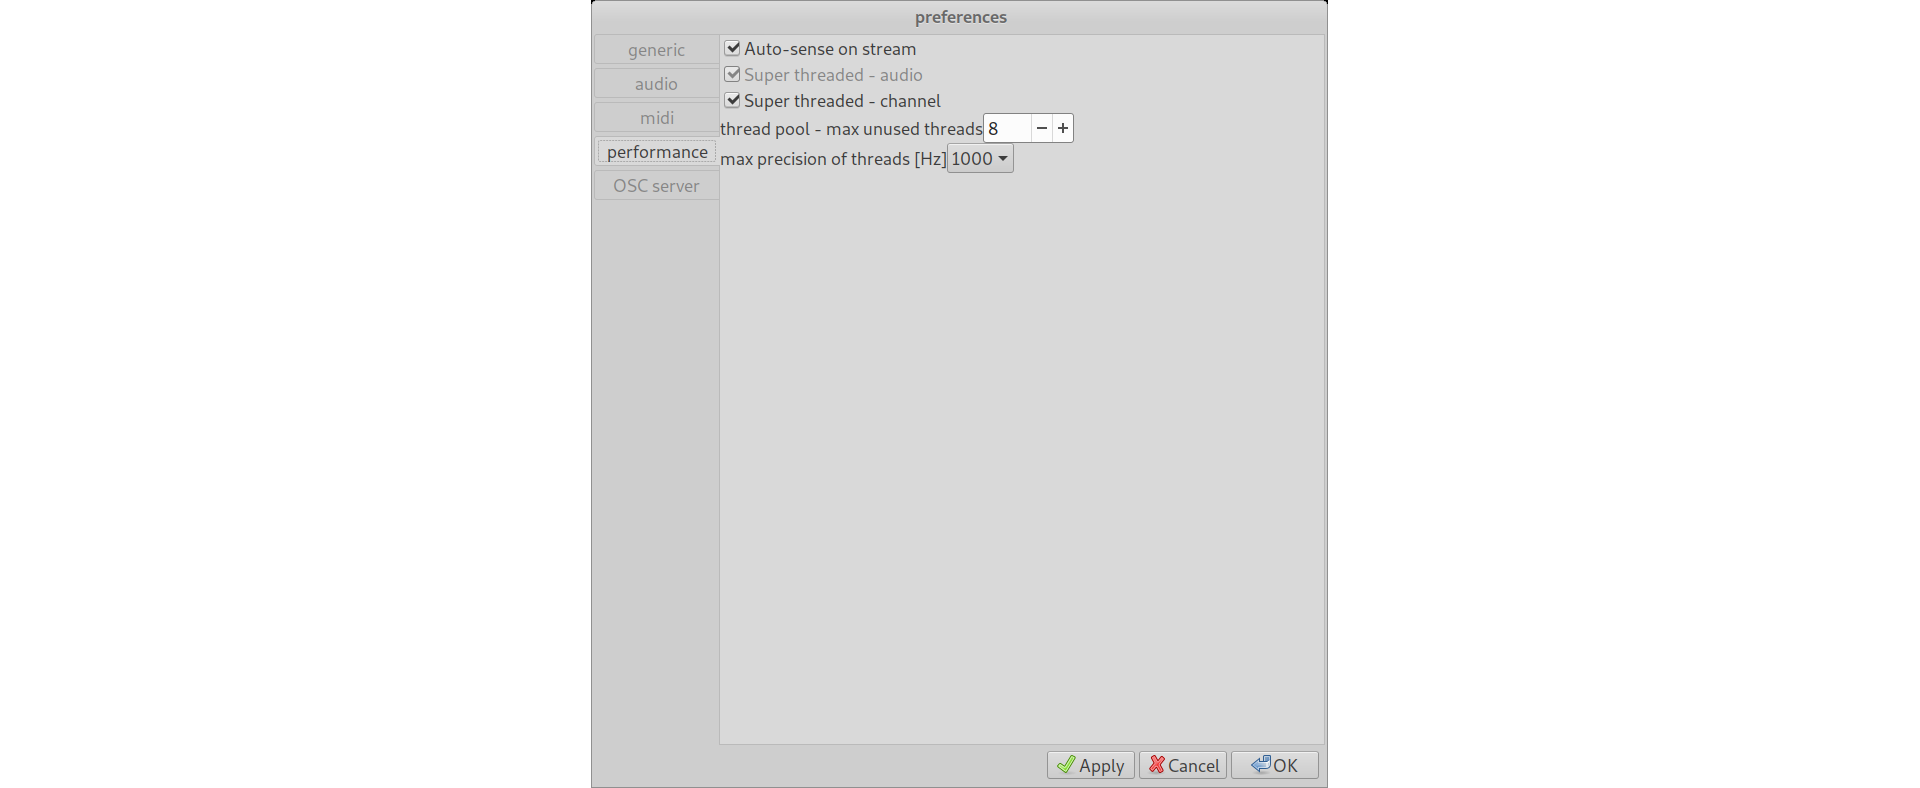 preferences
generic
audio
midi
performance
OSC server
Auto-sense on stream
Super threaded - audio
Super threaded - channel
thread pool - max unused threads 8 − +
max precision of threads [Hz] 1000
Apply Cancel OK